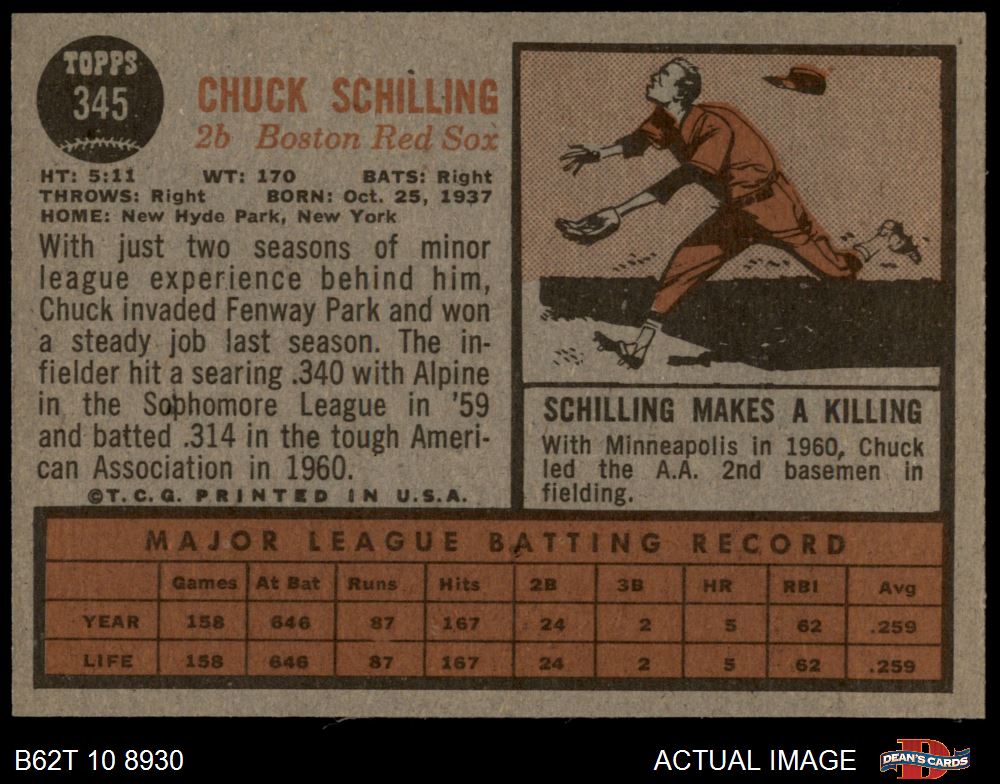 TOPPS
345
CHUCK SCHILLING
2b Boston Red Sox
HT: 5:11 WT: 170 BATS: Right
THROWS: Right BORN: Oct. 25, 1937
HOME: New Hyde Park, New York
With just two seasons of minor
league experience behind him,
Chuck invaded Fenway Park and won
a steady job last season. The in-
fielder hit a searing .340 with Alpine
in the Sophomore League in '59
and batted .314 in the tough Ameri-
can Association in 1960.
©T.C.G. PRINTED IN U.S.A.
SCHILLING MAKES A KILLING
With Minneapolis in 1960, Chuck
led the A.A. 2nd basemen in
fielding.
MAJOR LEAGUE BATTING RECORD
Games At Bat Runs Hits 2B 3B HR RBI Avg
YEAR 158 646 87 167 24 2 5 62 .259
LIFE 158 646 87 167 24 2 5 62 .259
B62T 10 8930 ACTUAL IMAGE DEAN'S CARDS